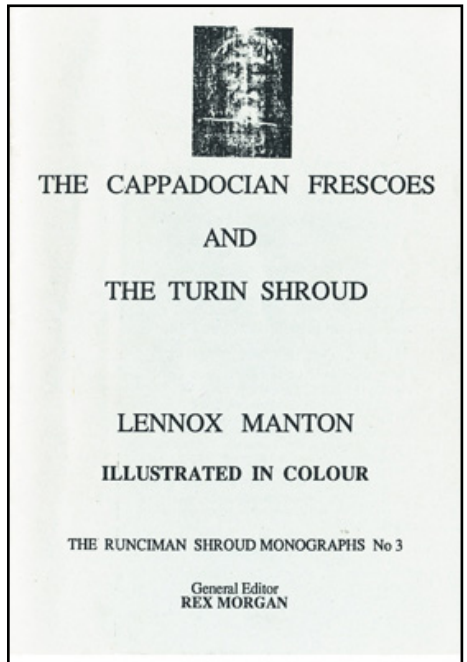 THE CAPPADOCIAN FRESCOES
AND
THE TURIN SHROUD
LENNOX MANTON
ILLUSTRATED IN COLOUR
THE RUNCIMAN SHROUD MONOGRAPHS No 3
General Editor
REX MORGAN